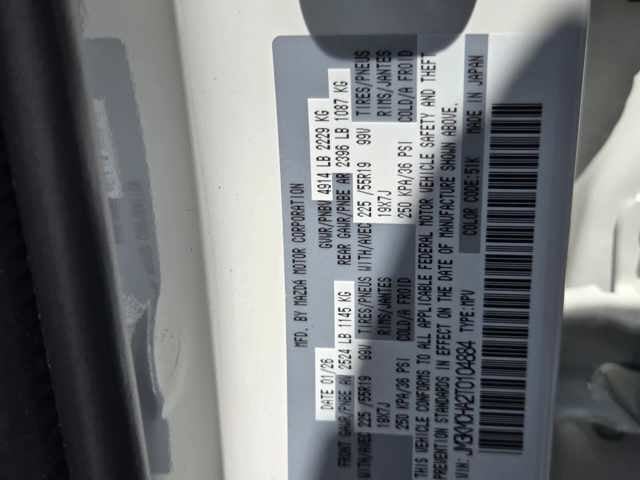 MFD. BY MAZDA MOTOR CORPORATION
DATE 01/26 GVWR/PNBV 4914 LB 2229 KG
FRONT GAWR/PNBE AV 2524 LB 1145 KG REAR GAWR/PNBE AR 2396 LB 1087 KG
WITH/AVEC 225 /55R19 99V TIRES/PNEUS WITH/AVEC 225 /55R19 99V TIRES/PNEUS
19X7J RIMS/JANTES 19X7J RIMS/JANTES
250 KPA/36 PSI COLD/A FROID 250 KPA/36 PSI COLD/A FROID
THIS VEHICLE CONFORMS TO ALL APPLICABLE FEDERAL MOTOR VEHICLE SAFETY AND THEFT
PREVENTION STANDARDS IN EFFECT ON THE DATE OF MANUFACTURE SHOWN ABOVE.
VIN: JM3KMCHA2T0104884 TYPE:MPV COLOR CODE:51K MADE IN JAPAN